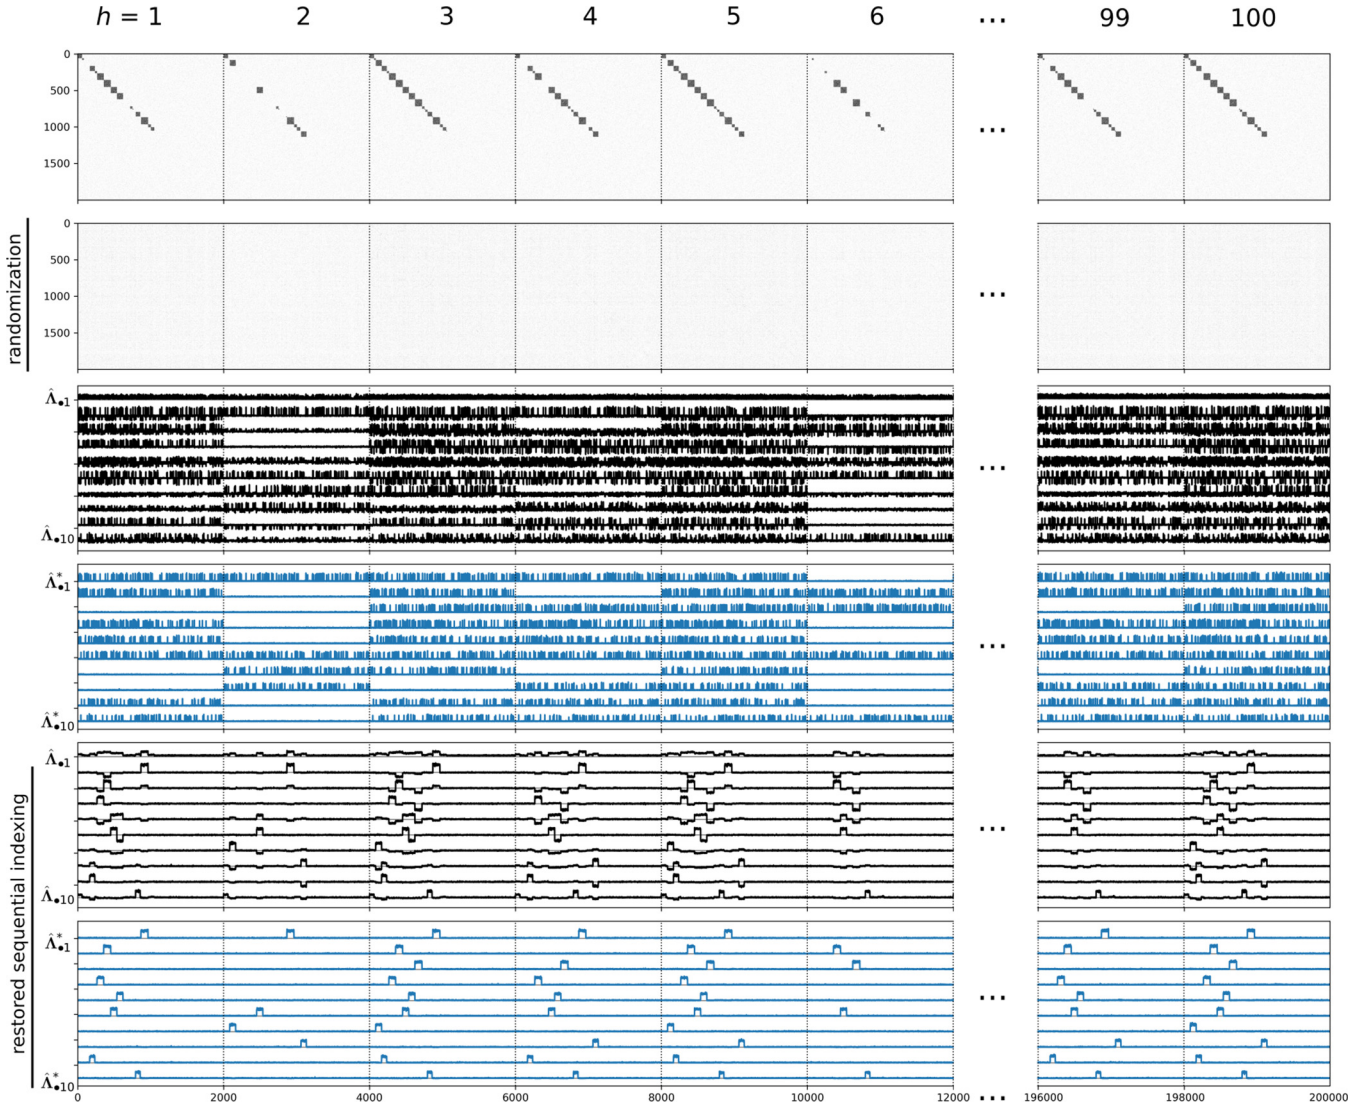 h = 1 2 3 4 5 6 ... 99 100
0
500
1000
1500
...
randomization
0
500
1000
1500
...
Λ̂•1
Λ̂•10
...
Λ̂*•1
Λ̂*•10
...
restored sequential indexing
Λ̂•1
Λ̂•10
...
Λ̂*•1
Λ̂*•10
...
0 2000 4000 6000 8000 10000 12000 ... 196000 198000 200000